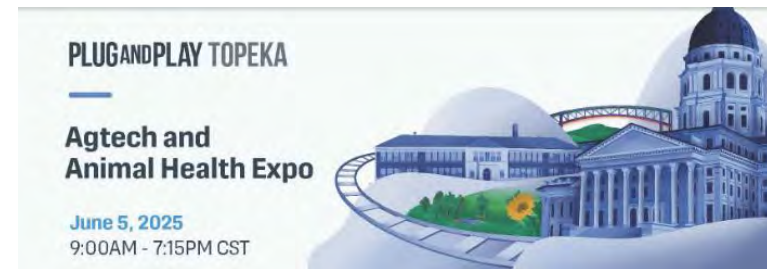 PLUGANDPLAY TOPEKA
Agtech and
Animal Health Expo
June 5, 2025
9:00AM - 7:15PM CST